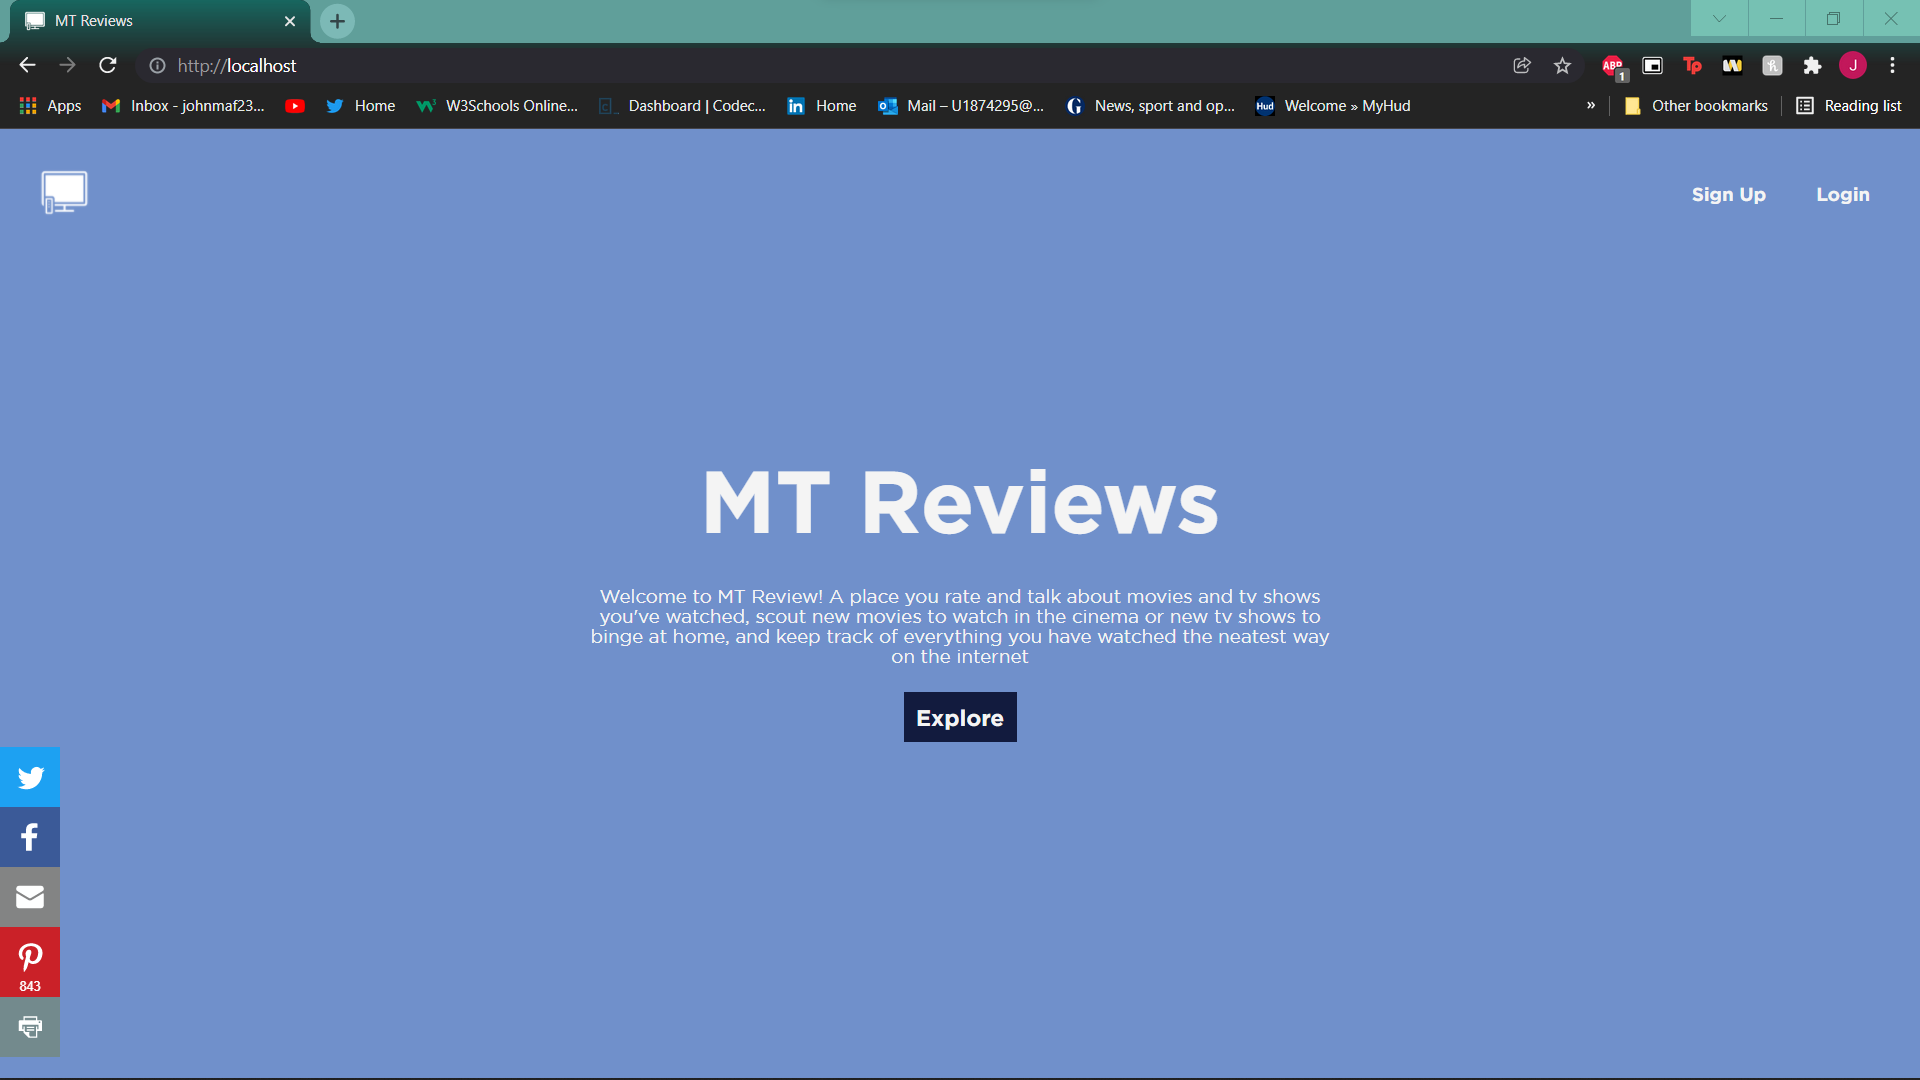 MT Reviews
http://localhost
ABP
1
Tp
W
J
Apps
Inbox - johnmaf23...
Home
W3Schools Online...
Dashboard | Codec...
Home
Mail – U1874295@...
News, sport and op...
Hud
Welcome » MyHud
»
Other bookmarks
Reading list
Sign Up
Login
MT Reviews
Welcome to MT Review! A place you rate and talk about movies and tv shows
you've watched, scout new movies to watch in the cinema or new tv shows to
binge at home, and keep track of everything you have watched the neatest way
on the internet
Explore
843